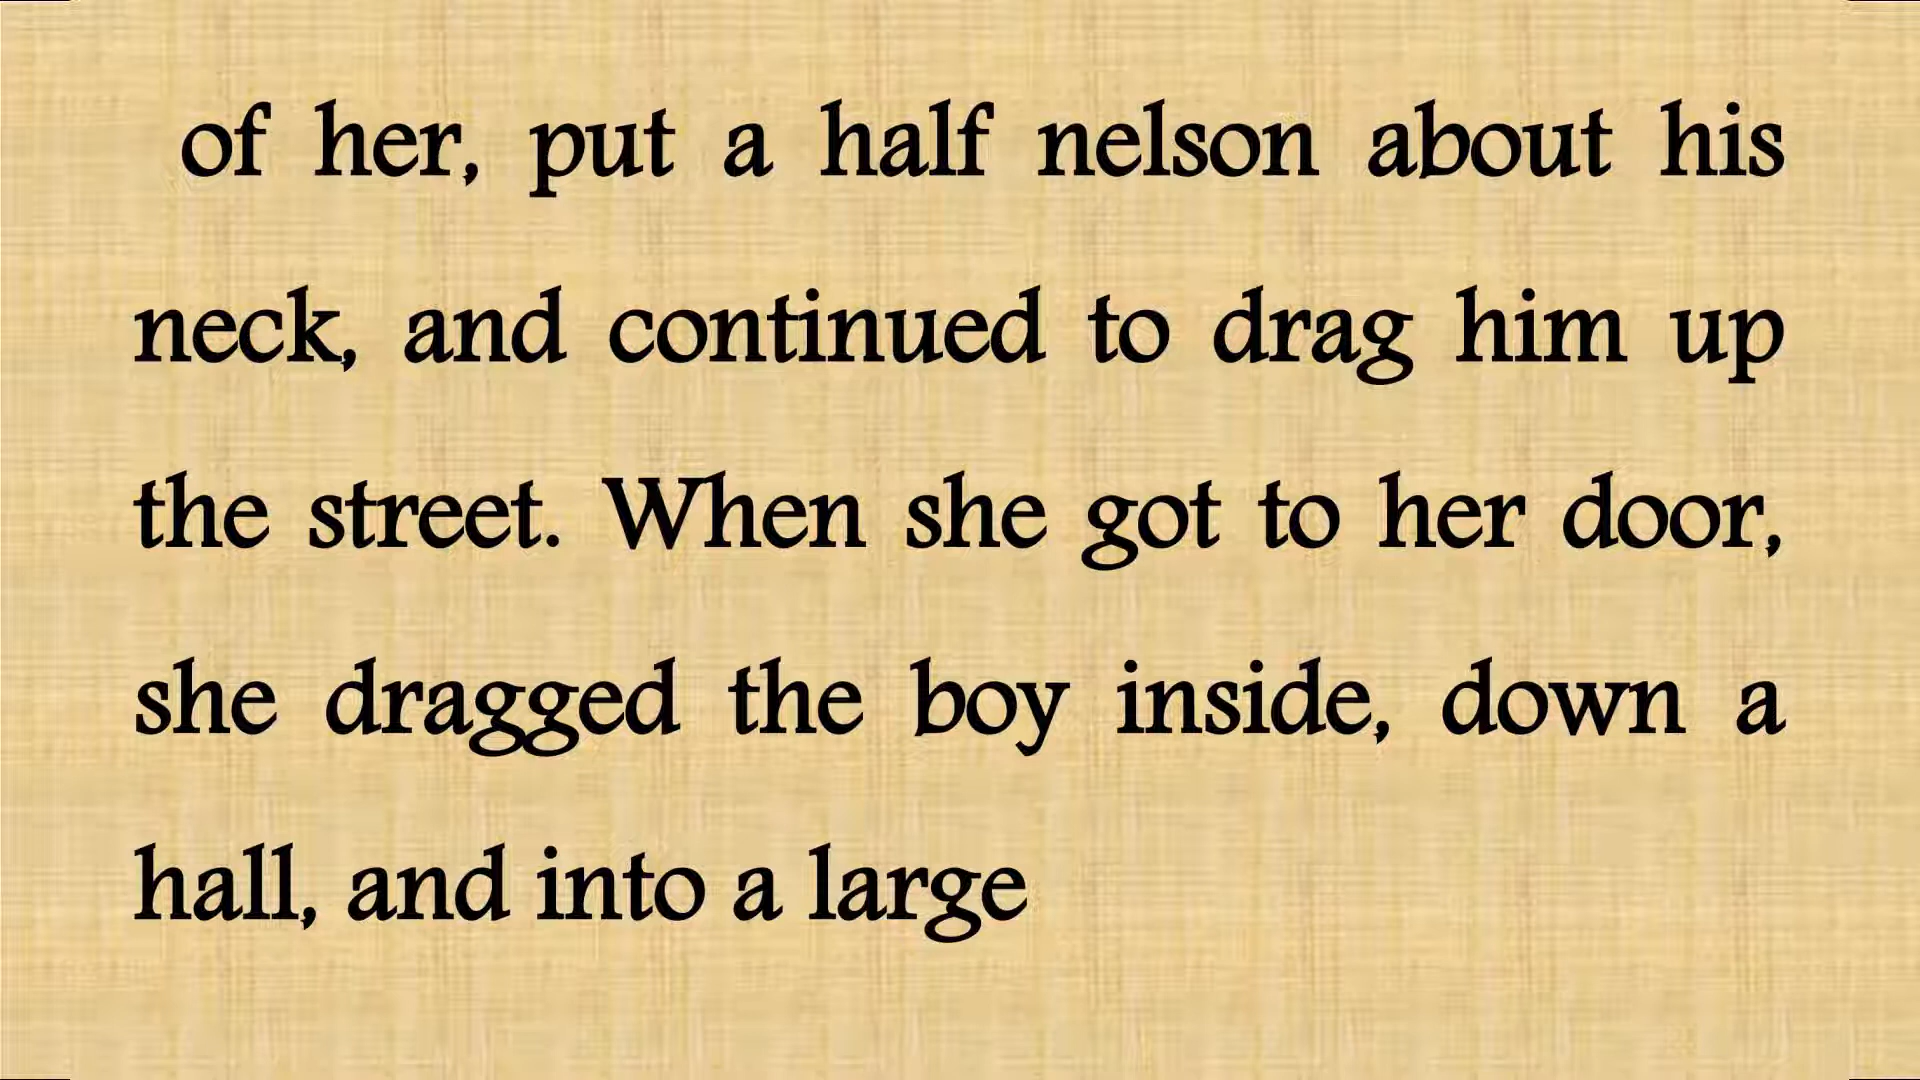 of her, put a half nelson about his
neck, and continued to drag him up
the street. When she got to her door,
she dragged the boy inside, down a
hall, and into a large